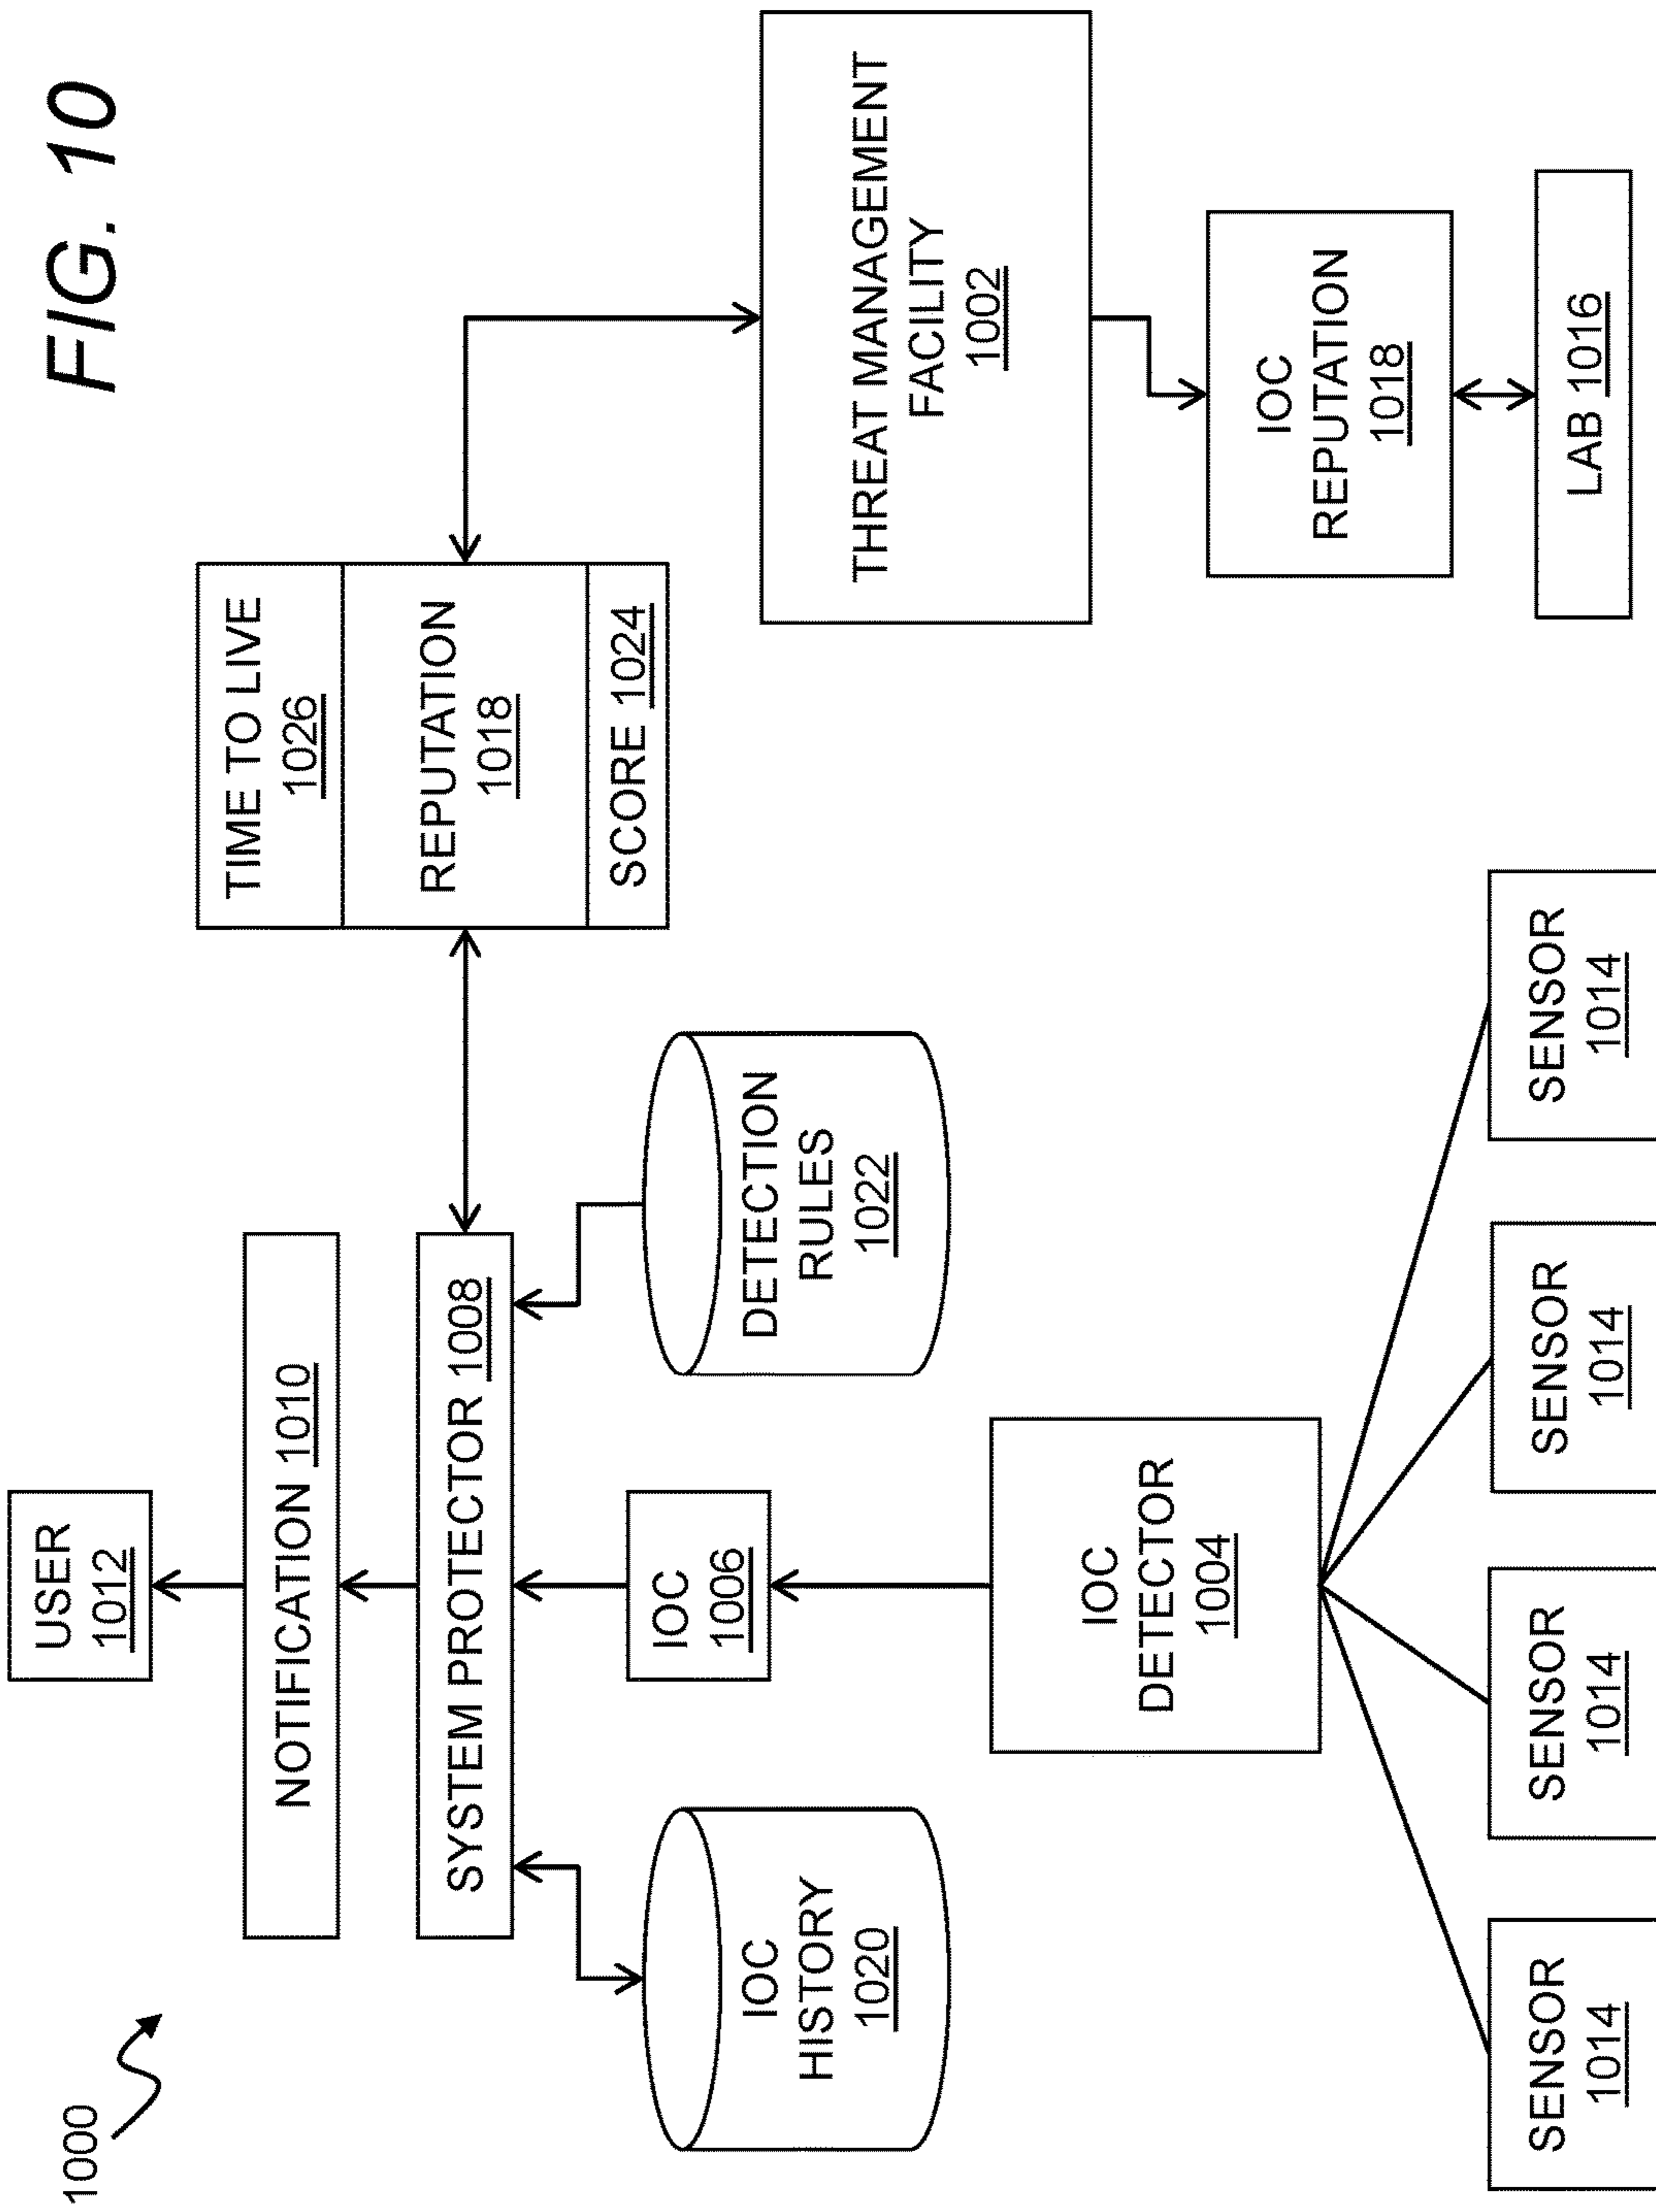 FIG. 10
1000
USER
1012
NOTIFICATION 1010
SYSTEM PROTECTOR 1008
IOC
HISTORY
1020
IOC
1006
DETECTION
RULES
1022
TIME TO LIVE
1026
REPUTATION
1018
SCORE 1024
THREAT MANAGEMENT
FACILITY
1002
IOC
REPUTATION
1018
LAB 1016
IOC
DETECTOR
1004
SENSOR
1014
SENSOR
1014
SENSOR
1014
SENSOR
1014